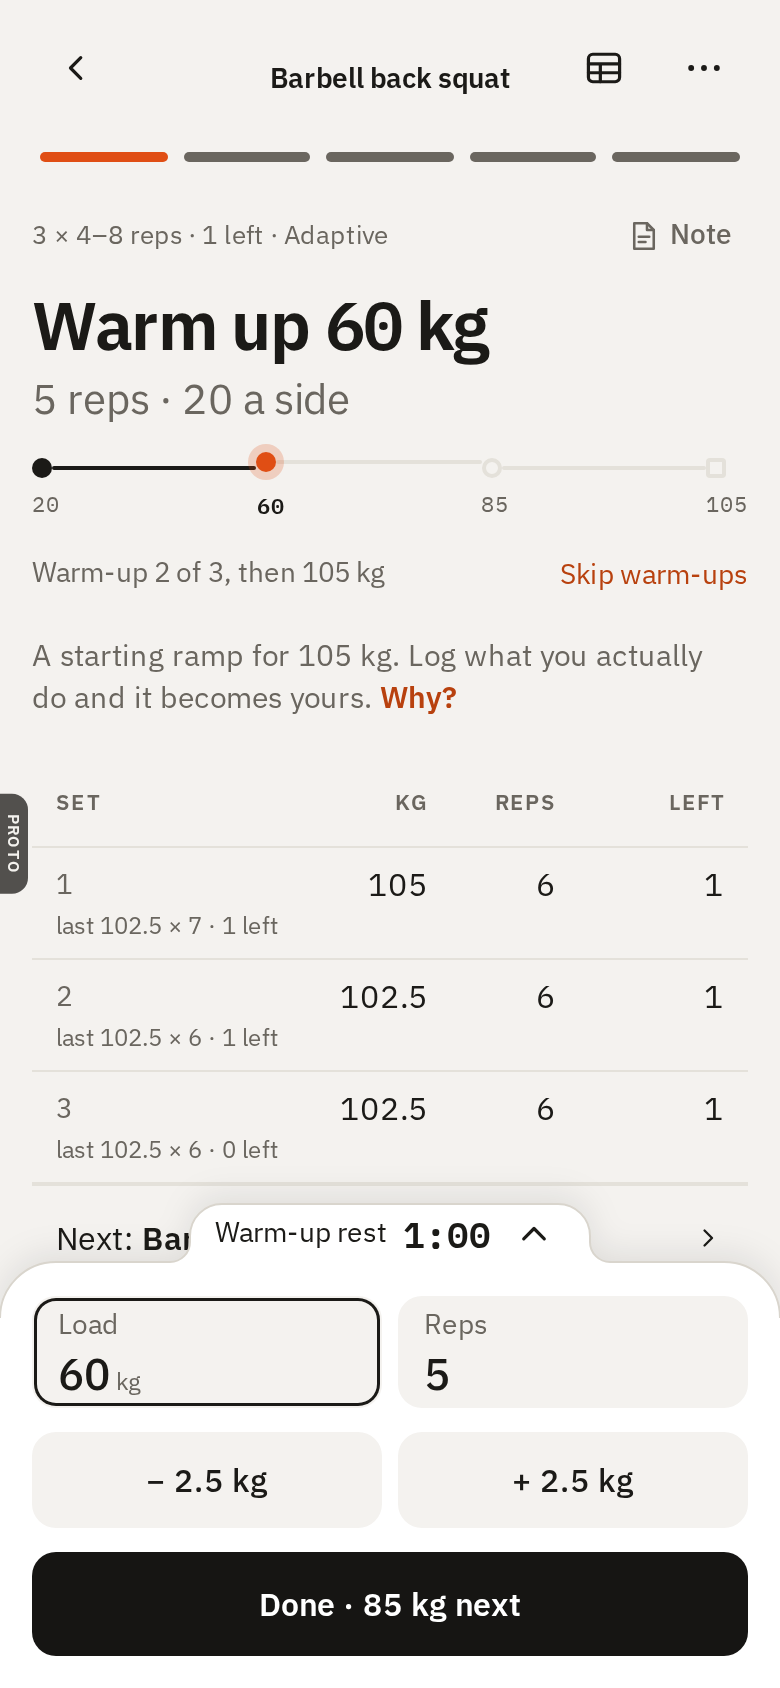 Barbell back squat
3 × 4–8 reps · 1 left · Adaptive
Note
Warm up 60 kg
5 reps · 20 a side
20 60 85 105
Warm-up 2 of 3, then 105 kg
Skip warm-ups
A starting ramp for 105 kg. Log what you actually
do and it becomes yours. Why?
PROTO
SET KG REPS LEFT
1 105 6 1
last 102.5 × 7 · 1 left
2 102.5 6 1
last 102.5 × 6 · 1 left
3 102.5 6 1
last 102.5 × 6 · 0 left
Next:
Warm-up rest 1:00
Load
60 kg
Reps
5
– 2.5 kg
+ 2.5 kg
Done · 85 kg next